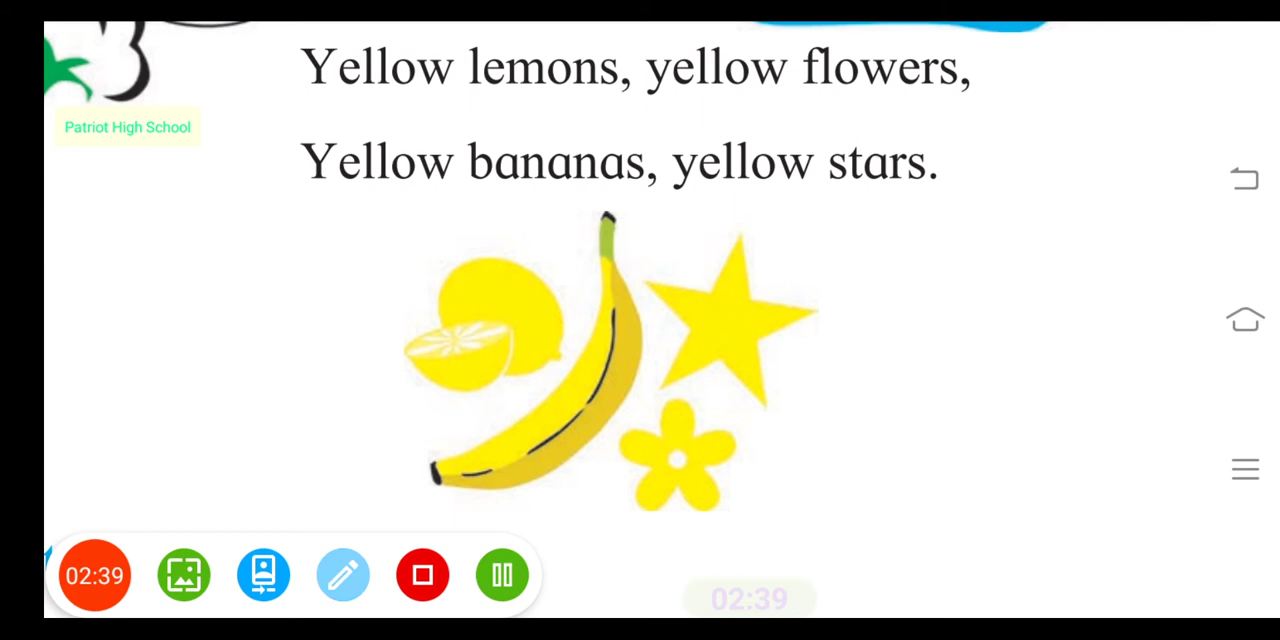 Yellow lemons, yellow flowers,
Patriot High School
Yellow bananas, yellow stars.
02:39
02:39